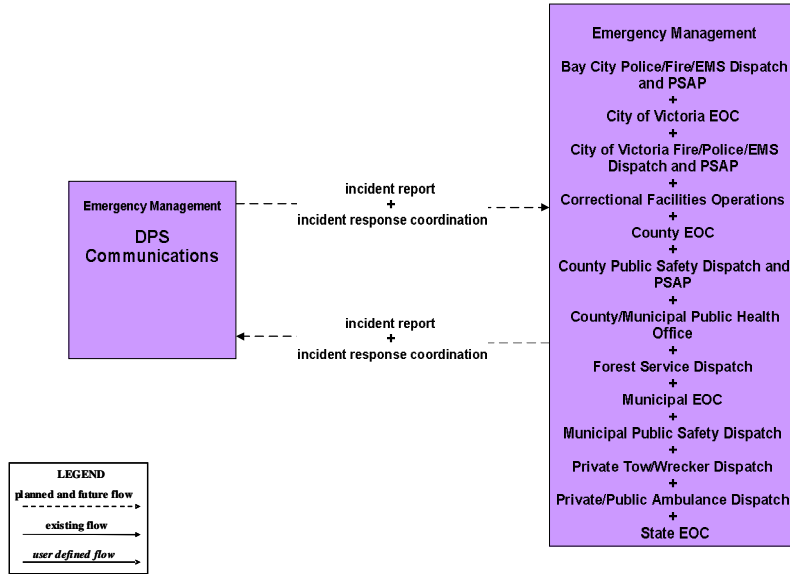 Emergency Management
DPS
Communications
incident report
+
incident response coordination
incident report
+
incident response coordination
Emergency Management
Bay City Police/Fire/EMS Dispatch
and PSAP
+
City of Victoria EOC
+
City of Victoria Fire/Police/EMS
Dispatch and PSAP
+
Correctional Facilities Operations
+
County EOC
+
County Public Safety Dispatch and
PSAP
+
County/Municipal Public Health
Office
+
Forest Service Dispatch
+
Municipal EOC
+
Municipal Public Safety Dispatch
+
Private Tow/Wrecker Dispatch
+
Private/Public Ambulance Dispatch
+
State EOC
LEGEND
planned and future flow
existing flow
user defined flow